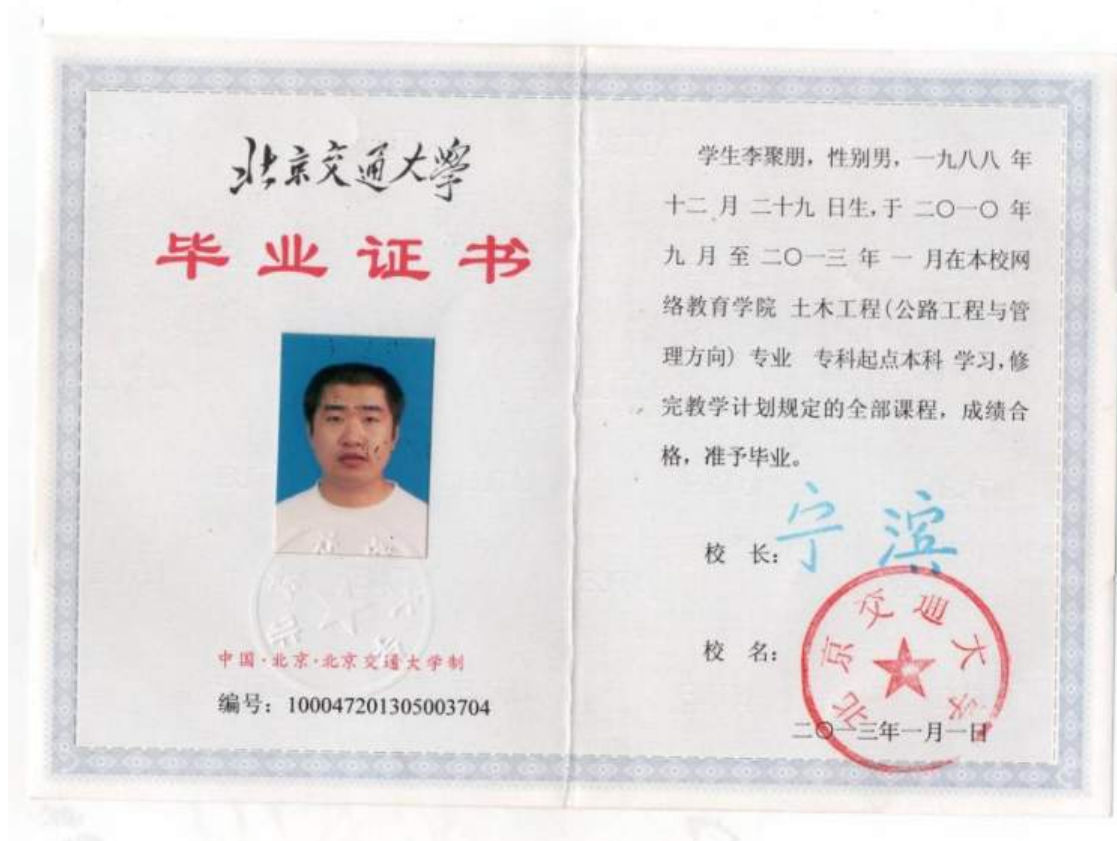 北京交通大學
毕业证书
中国·北京·北京交通大学制
编号：100047201305003704
学生李聚朋，性别男，一九八八 年
十二 月 二十九 日生，于 二〇一〇 年
九 月 至 二〇一三 年 一 月在本校网
络教育学院 土木工程(公路工程与管
理方向) 专业 专科起点本科 学习，修
完教学计划规定的全部课程，成绩合
格，准予毕业。
校 长：宁滨
校 名：
北京交通大学
二〇一三年一月一日